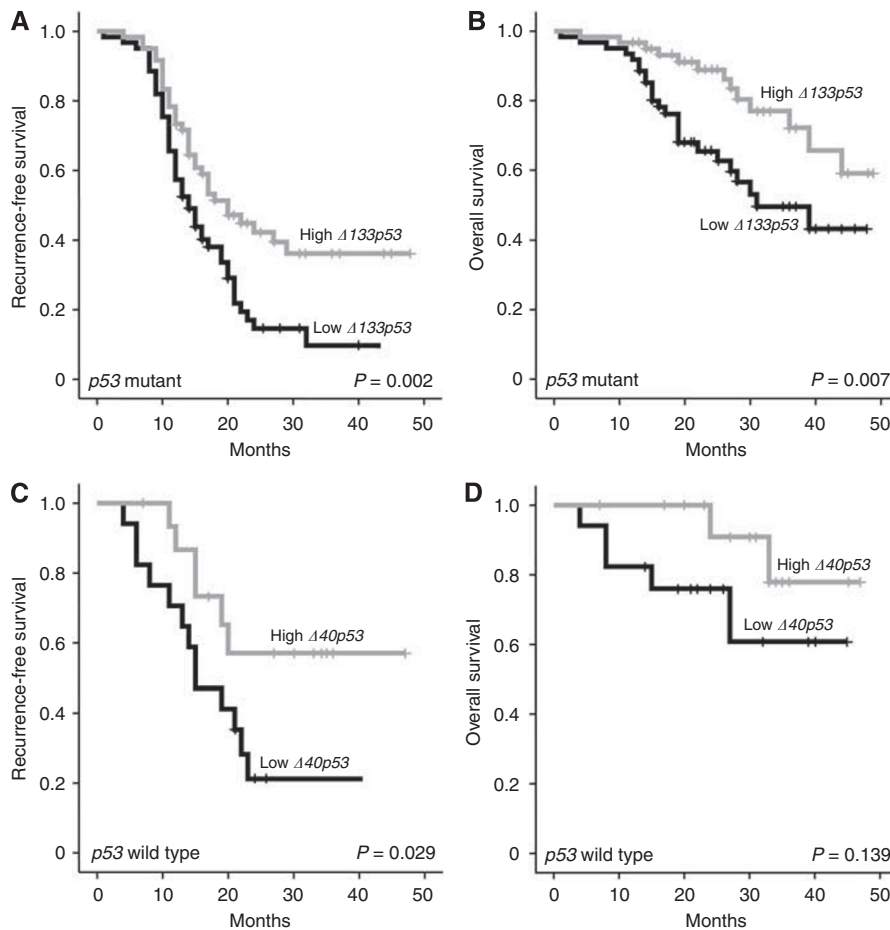 A
1.0
0.8
0.6
0.4
0.2
0
Recurrence-free survival
High Δ133p53
Low Δ133p53
p53 mutant
P = 0.002
0 10 20 30 40 50
Months
B
1.0
0.8
0.6
0.4
0.2
0
Overall survival
High Δ133p53
Low Δ133p53
p53 mutant
P = 0.007
0 10 20 30 40 50
Months
C
1.0
0.8
0.6
0.4
0.2
0
Recurrence-free survival
High Δ40p53
Low Δ40p53
p53 wild type
P = 0.029
0 10 20 30 40 50
Months
D
1.0
0.8
0.6
0.4
0.2
0
Overall survival
High Δ40p53
Low Δ40p53
p53 wild type
P = 0.139
0 10 20 30 40 50
Months